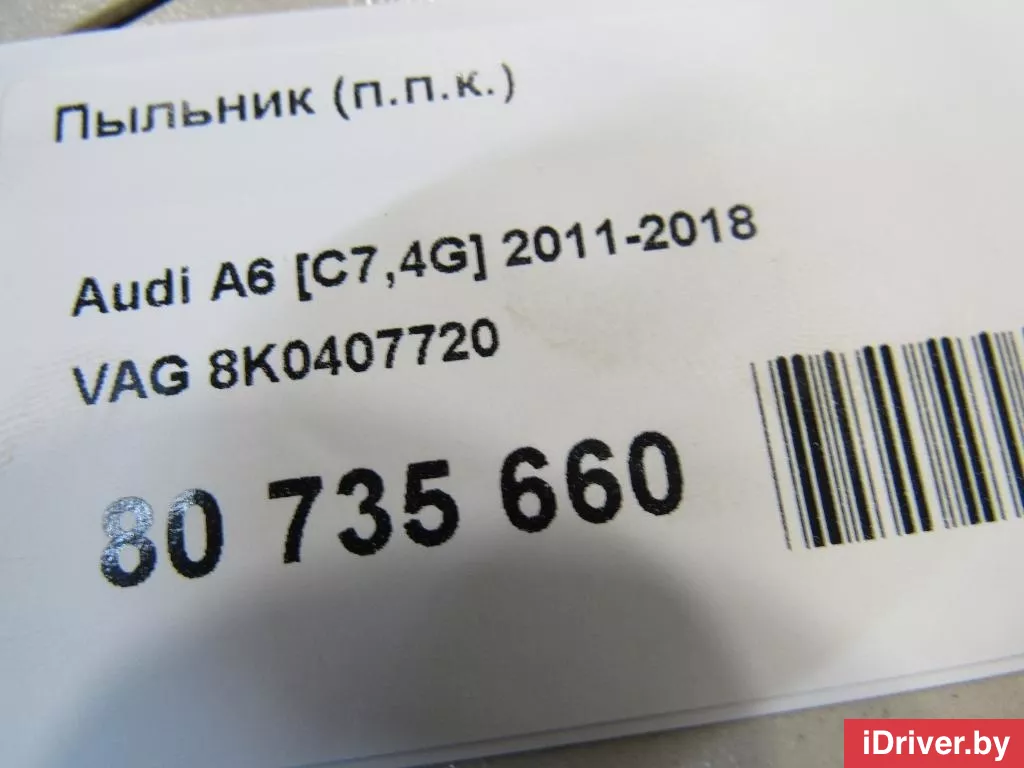 Пыльник (п.п.к.)
Audi A6 [C7,4G] 2011-2018
VAG 8K0407720
80 735 660
iDriver.by